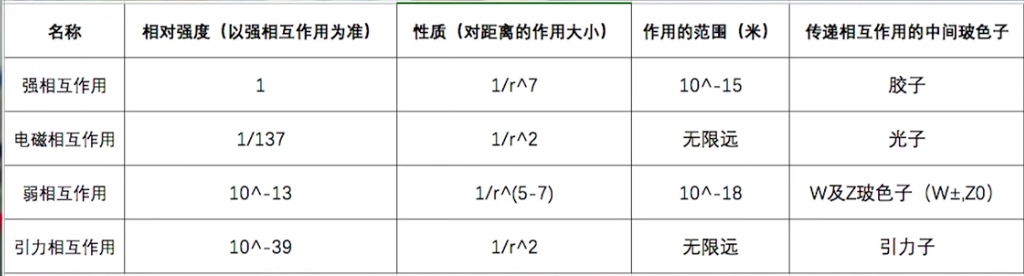 名称 相对强度（以强相互作用为准） 性质（对距离的作用大小） 作用的范围（米） 传递相互作用的中间玻色子
强相互作用 1 1/r^7 10^-15 胶子
电磁相互作用 1/137 1/r^2 无限远 光子
弱相互作用 10^-13 1/r^(5-7) 10^-18 W及Z玻色子（W±,Z0）
引力相互作用 10^-39 1/r^2 无限远 引力子